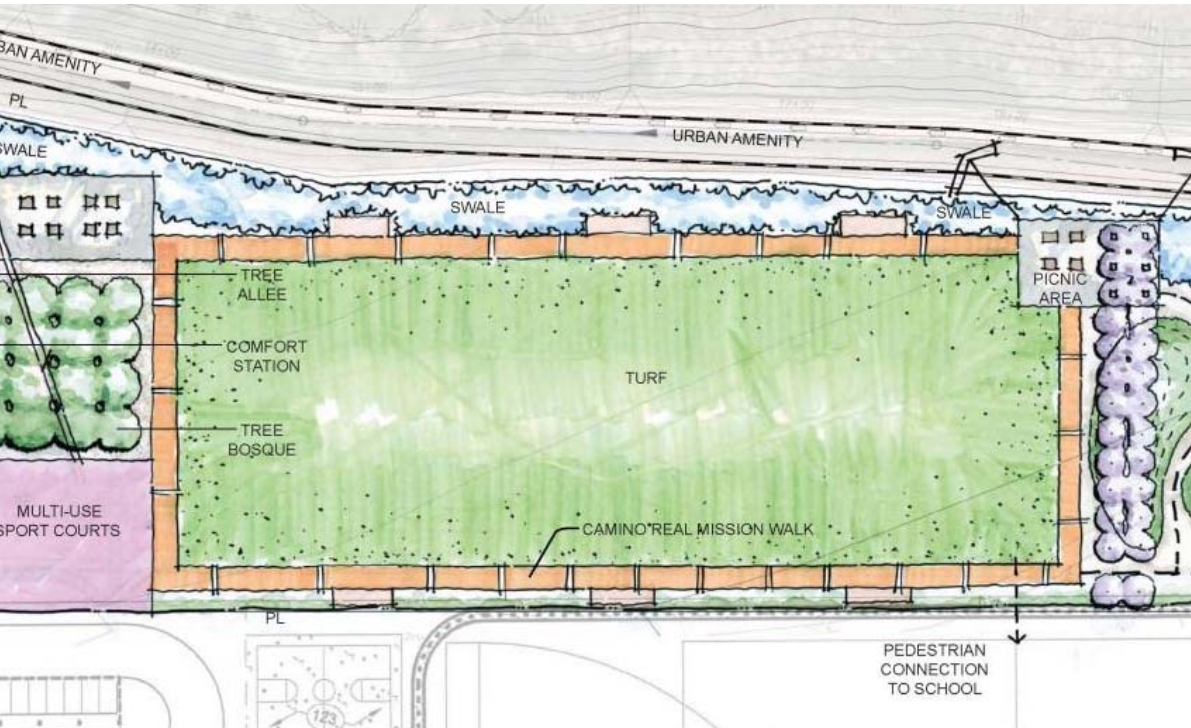 BAN AMENITY
PL
SWALE
URBAN AMENITY
SWALE
SWALE
PICNIC
AREA
TREE
ALLEE
COMFORT
STATION
TURF
TREE
BOSQUE
MULTI-USE
SPORT COURTS
CAMINO REAL MISSION WALK
PL
PEDESTRIAN
CONNECTION
TO SCHOOL
123